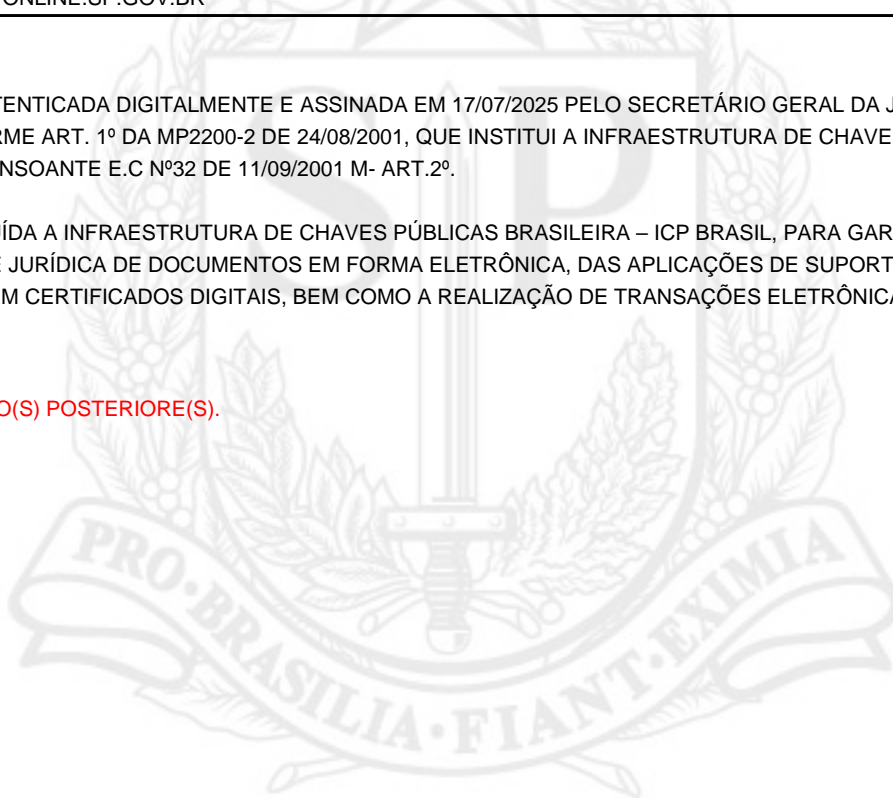 ONLINE.SP.GOV.BR
TENTICADA DIGITALMENTE E ASSINADA EM 17/07/2025 PELO SECRETÁRIO GERAL DA J
RME ART. 1º DA MP2200-2 DE 24/08/2001, QUE INSTITUI A INFRAESTRUTURA DE CHAVE
NSOANTE E.C Nº32 DE 11/09/2001 M- ART.2º.
ÍDA A INFRAESTRUTURA DE CHAVES PÚBLICAS BRASILEIRA – ICP BRASIL, PARA GAR
E JURÍDICA DE DOCUMENTOS EM FORMA ELETRÔNICA, DAS APLICAÇÕES DE SUPORT
M CERTIFICADOS DIGITAIS, BEM COMO A REALIZAÇÃO DE TRANSAÇÕES ELETRÔNICA
O(S) POSTERIORE(S).
SP
PRO·BRASILIA·FIANT·EXIMIA